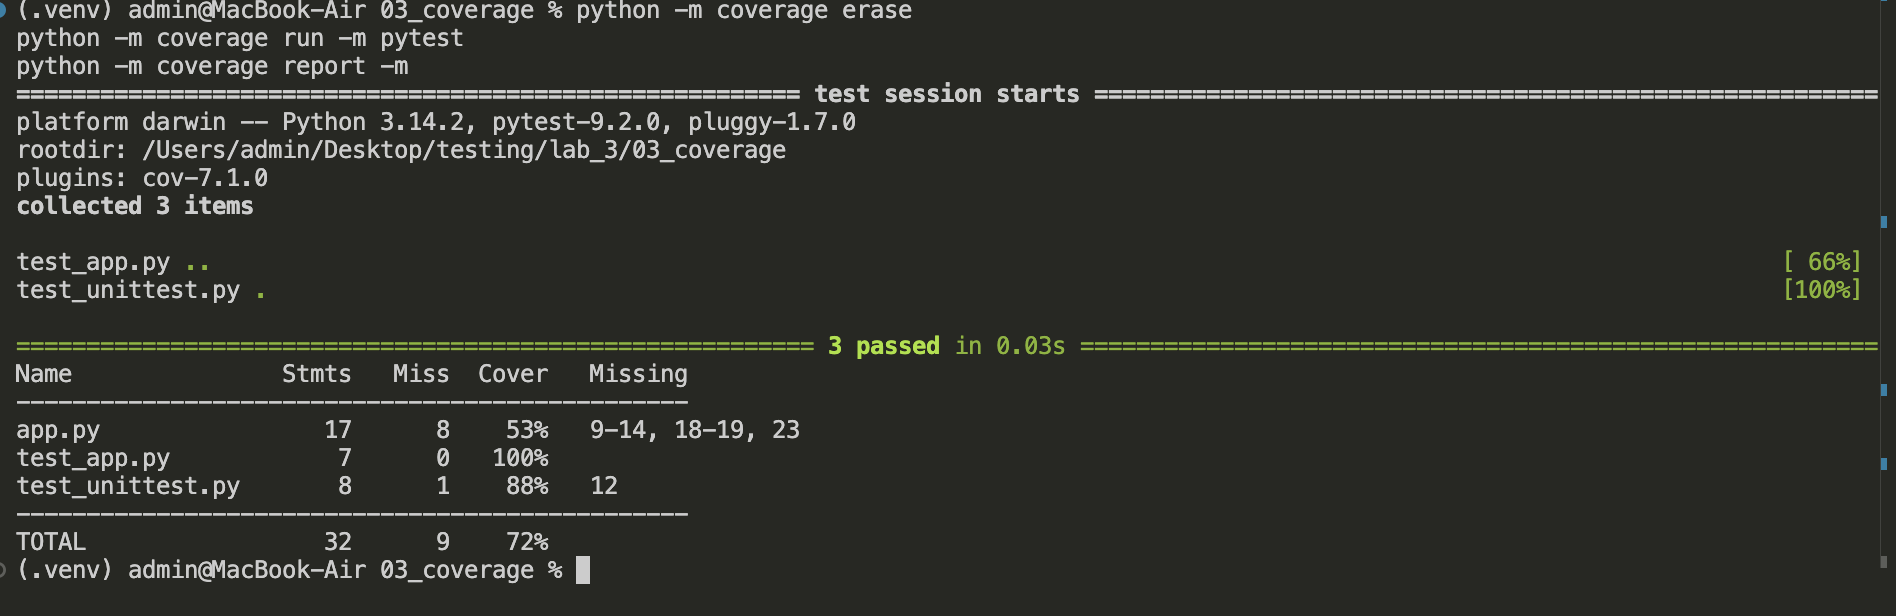 (.venv) admin@MacBook-Air 03_coverage % python -m coverage erase
python -m coverage run -m pytest
python -m coverage report -m
======================================================== test session starts ========================================================
platform darwin -- Python 3.14.2, pytest-9.2.0, pluggy-1.7.0
rootdir: /Users/admin/Desktop/testing/lab_3/03_coverage
plugins: cov-7.1.0
collected 3 items

test_app.py .. [ 66%]
test_unittest.py . [100%]

========================================================= 3 passed in 0.03s =========================================================
Name                Stmts   Miss  Cover   Missing
------------------------------------------------
app.py                 17      8    53%   9-14, 18-19, 23
test_app.py             7      0   100%
test_unittest.py        8      1    88%   12
------------------------------------------------
TOTAL                  32      9    72%
(.venv) admin@MacBook-Air 03_coverage %